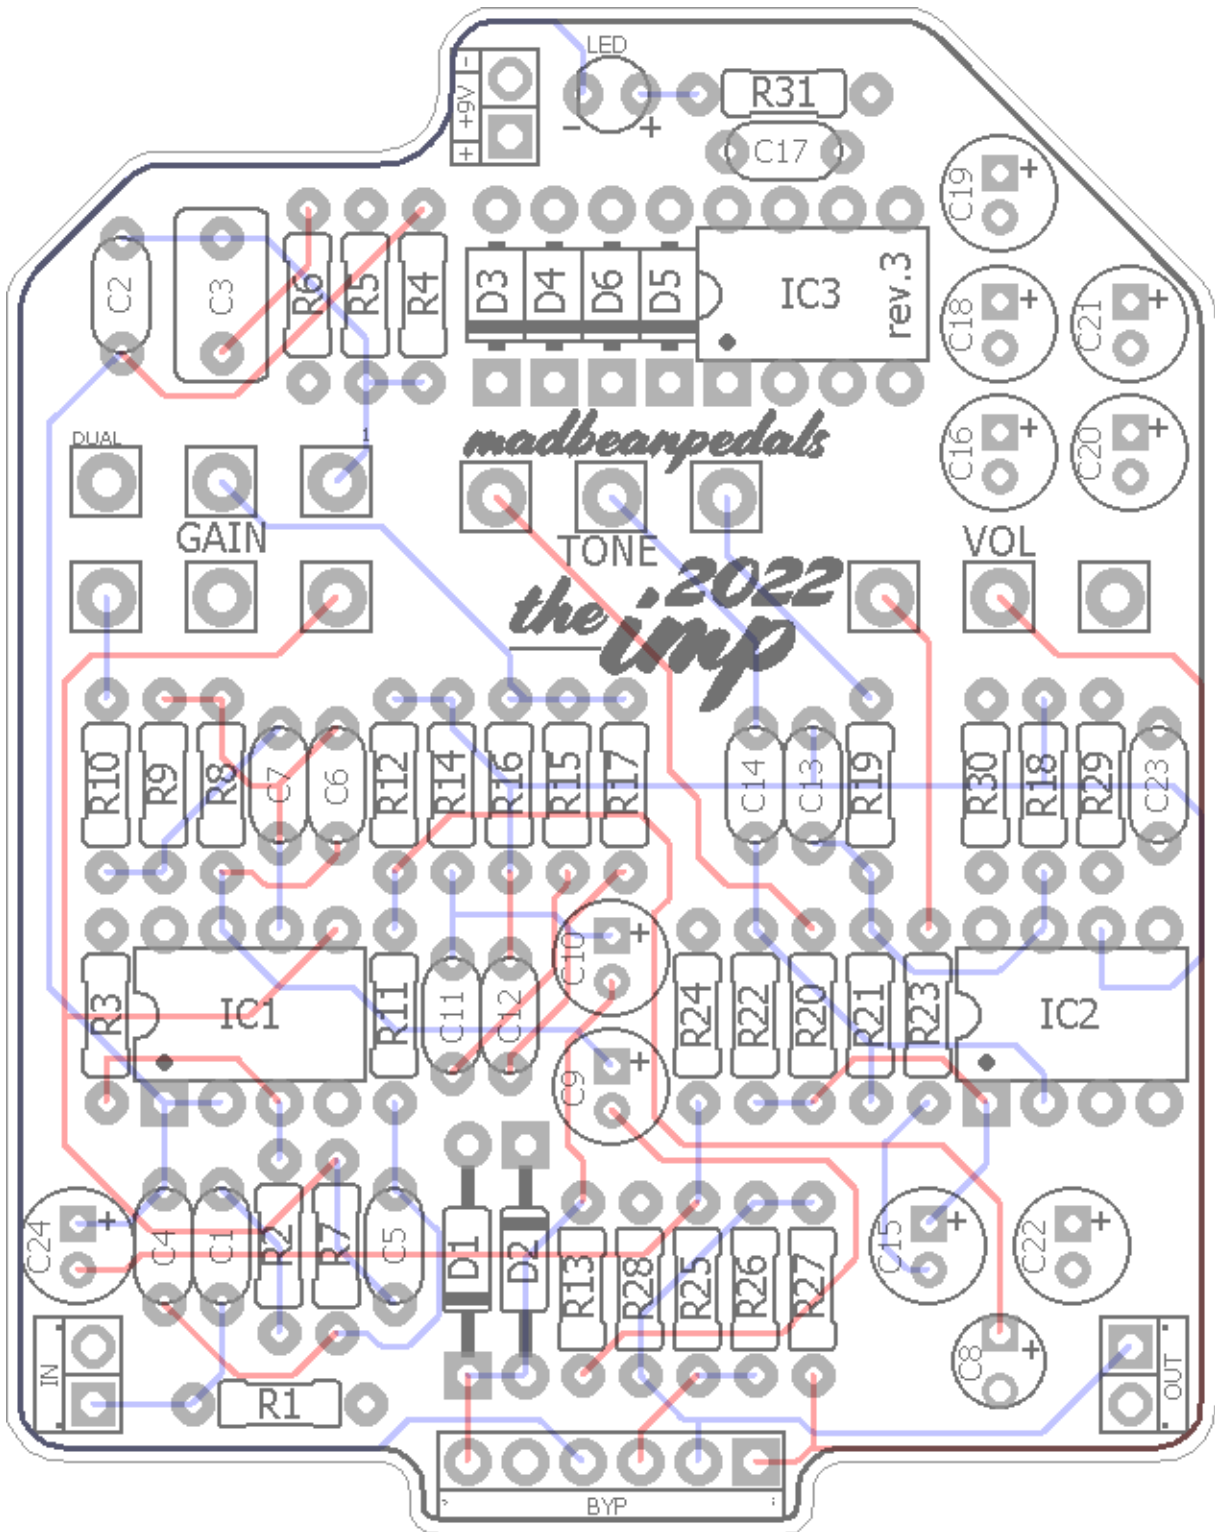 LED
+ +9V -
R31
- +
C17
C19 +
C2
C3
R6
R5
R4
D3
D4
D6
D5
IC3
rev.3
C18 +
C21 +
madbeanpedals
C16 +
C20 +
DUAL
1
GAIN
TONE
VOL
the imp
2022
R10
R9
R8
C7
C6
R12
R14
R16
R15
R17
C14
C13
R19
R30
R18
R29
C23
R3
IC1
R11
C11
C12
C10 +
R24
R22
R20
R21
R23
IC2
C9 +
C24 +
C4
C1
R2
R7
C5
D1
D2
R13
R28
R25
R26
R27
C15 +
C22 +
IN
R1
C8 +
OUT
BYP